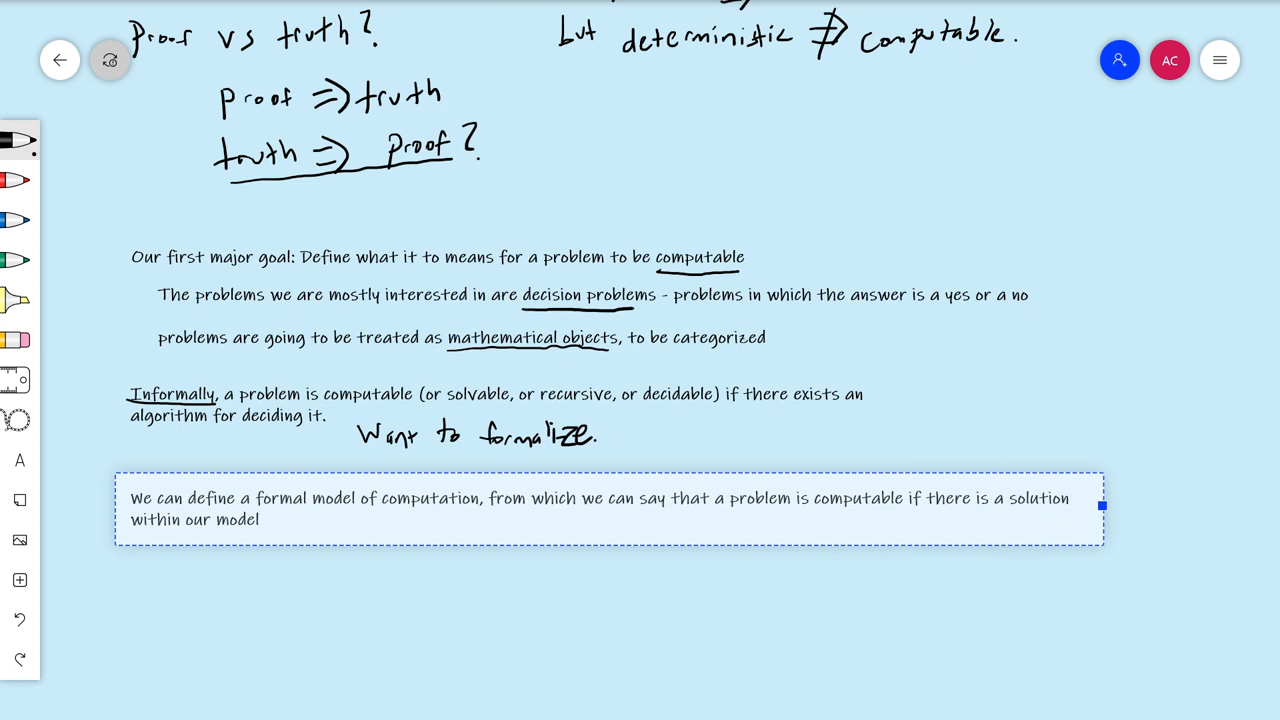 Proof vs truth?
but deterministic ⇏ computable.
AC
proof ⇒ truth
truth ⇒ proof?
Our first major goal: Define what it to means for a problem to be computable
The problems we are mostly interested in are decision problems - problems in which the answer is a yes or a no
problems are going to be treated as mathematical objects, to be categorized
Informally, a problem is computable (or solvable, or recursive, or decidable) if there exists an
algorithm for deciding it.
Want to formalize.
A
We can define a formal model of computation, from which we can say that a problem is computable if there is a solution
within our model